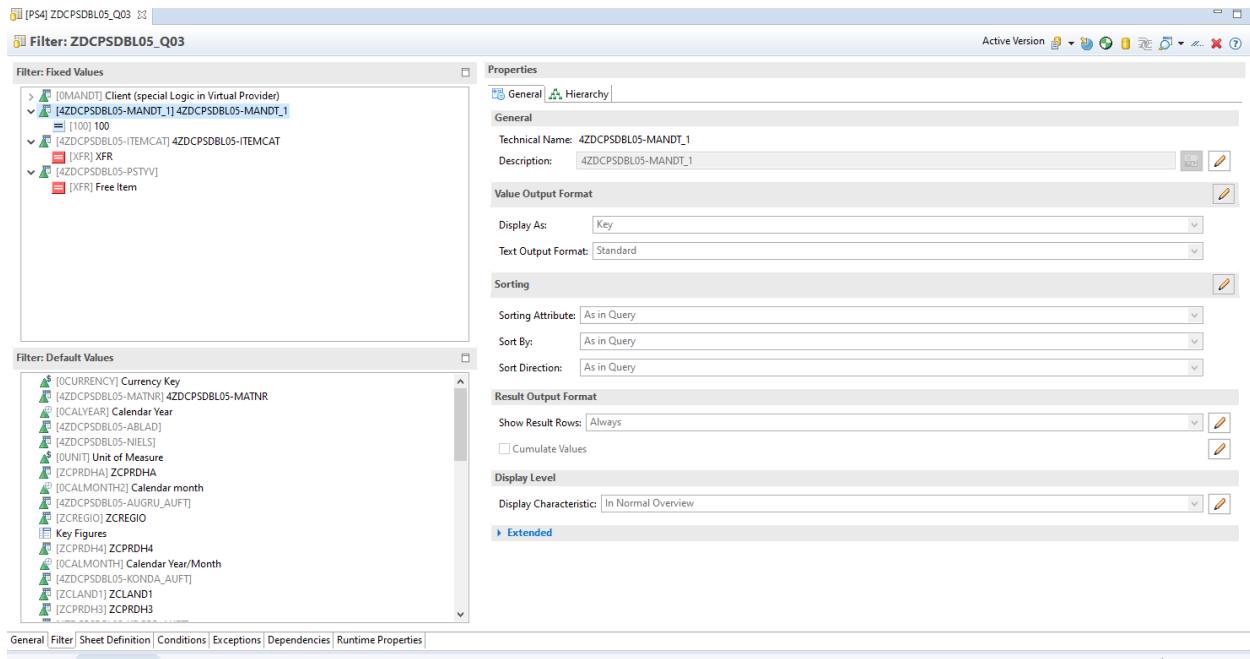 [PS4] ZDCPSDBL05_Q03
Filter: ZDCPSDBL05_Q03
Active Version
Filter: Fixed Values
[0MANDT] Client (special Logic in Virtual Provider)
[4ZDCPSDBL05-MANDT_1] 4ZDCPSDBL05-MANDT_1
[100] 100
[4ZDCPSDBL05-ITEMCAT] 4ZDCPSDBL05-ITEMCAT
[XFR] XFR
[4ZDCPSDBL05-PSTYV]
[XFR] Free Item
Filter: Default Values
[0CURRENCY] Currency Key
[4ZDCPSDBL05-MATNR] 4ZDCPSDBL05-MATNR
[0CALYEAR] Calendar Year
[4ZDCPSDBL05-ABLAD]
[4ZDCPSDBL05-NIELS]
[0UNIT] Unit of Measure
[ZCPRDHA] ZCPRDHA
[0CALMONTH2] Calendar month
[4ZDCPSDBL05-AUGRU_AUFT]
[ZCREGIO] ZCREGIO
Key Figures
[ZCPRDH4] ZCPRDH4
[0CALMONTH] Calendar Year/Month
[4ZDCPSDBL05-KONDA_AUFT]
[ZCLAND1] ZCLAND1
[ZCPRDH3] ZCPRDH3
Properties
General Hierarchy
General
Technical Name: 4ZDCPSDBL05-MANDT_1
Description: 4ZDCPSDBL05-MANDT_1
Value Output Format
Display As: Key
Text Output Format: Standard
Sorting
Sorting Attribute: As in Query
Sort By: As in Query
Sort Direction: As in Query
Result Output Format
Show Result Rows: Always
Cumulate Values
Display Level
Display Characteristic: In Normal Overview
Extended
General Filter Sheet Definition Conditions Exceptions Dependencies Runtime Properties